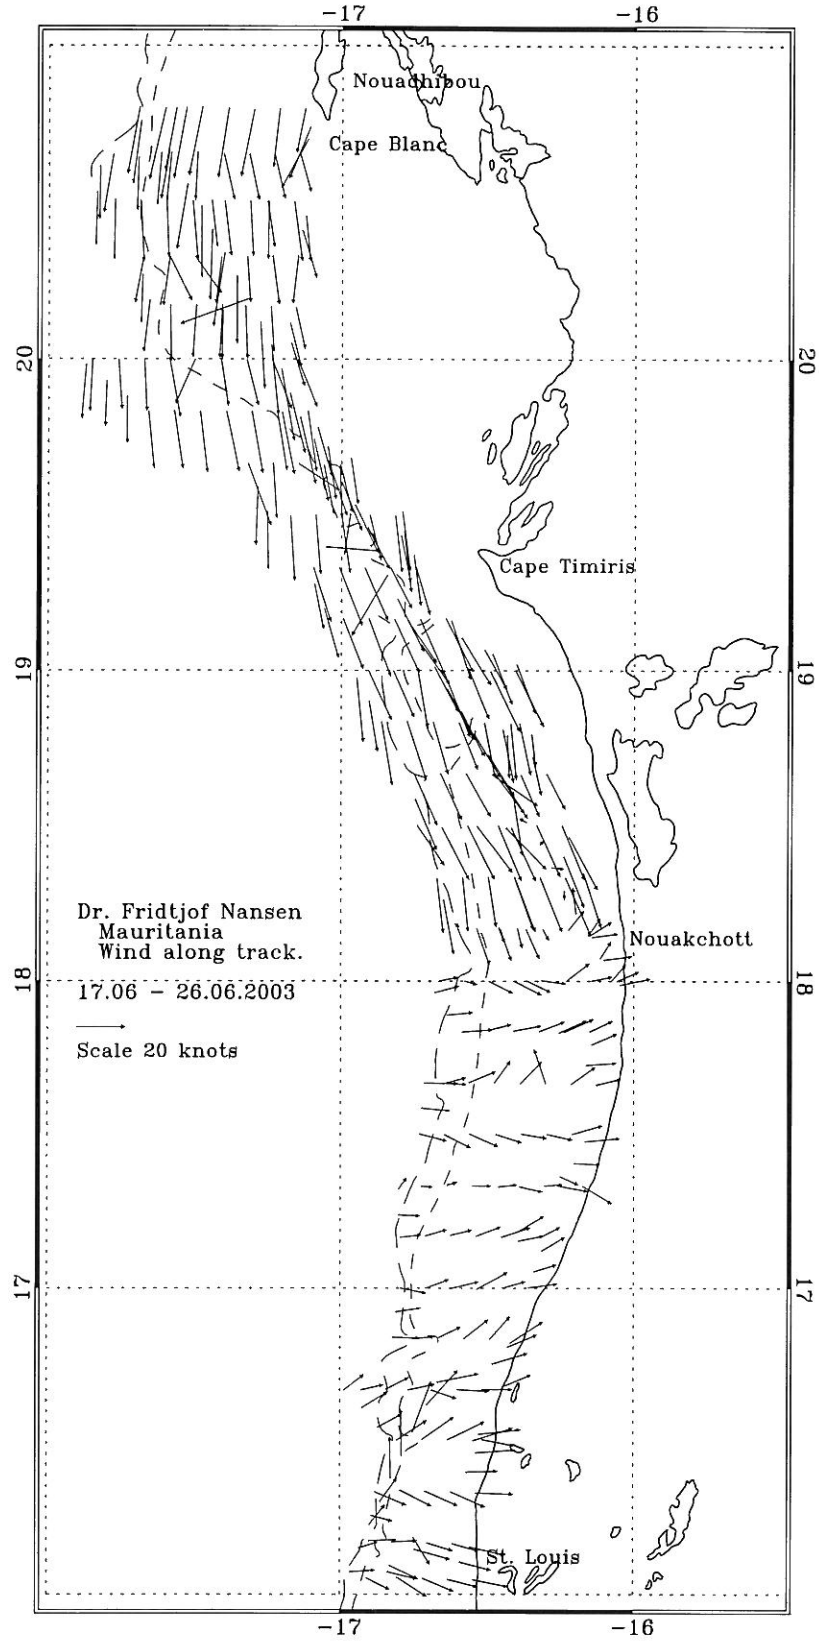 -17
-16
Nouadhibou
Cape Blanc
20
20
Cape Timiris
19
19
Dr. Fridtjof Nansen
Mauritania
Wind along track.
Nouakchott
18
18
17.06 - 26.06.2003
Scale 20 knots
17
17
St. Louis
-17
-16